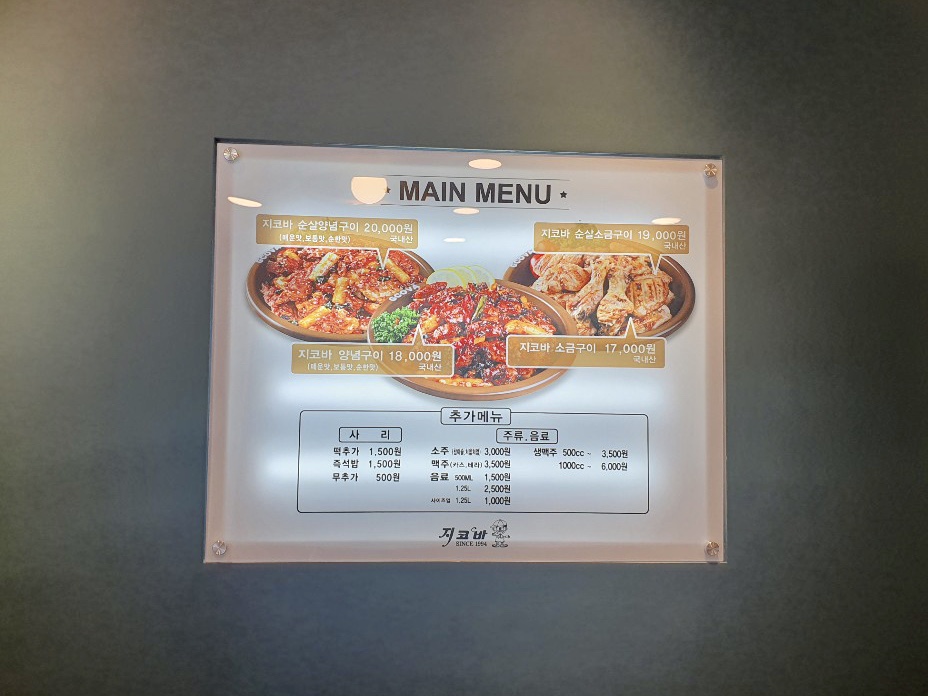 MAIN MENU
지코바 순살양념구이 20,000원
(매운맛,보통맛,순한맛) 국내산
지코바 순살소금구이 19,000원
국내산
지코바 양념구이 18,000원
(매운맛,보통맛,순한맛) 국내산
지코바 소금구이 17,000원
국내산
추가메뉴
사 리
떡추가 1,500원
즉석밥 1,500원
무추가 500원
주류.음료
소주 3,000원
맥주(카스,테라) 3,500원
음료 500ML 1,500원
1.25L 2,500원
사이즈업 1.25L 1,000원
생맥주 500cc ~ 3,500원
1000cc ~ 6,000원
지코바
SINCE 1994